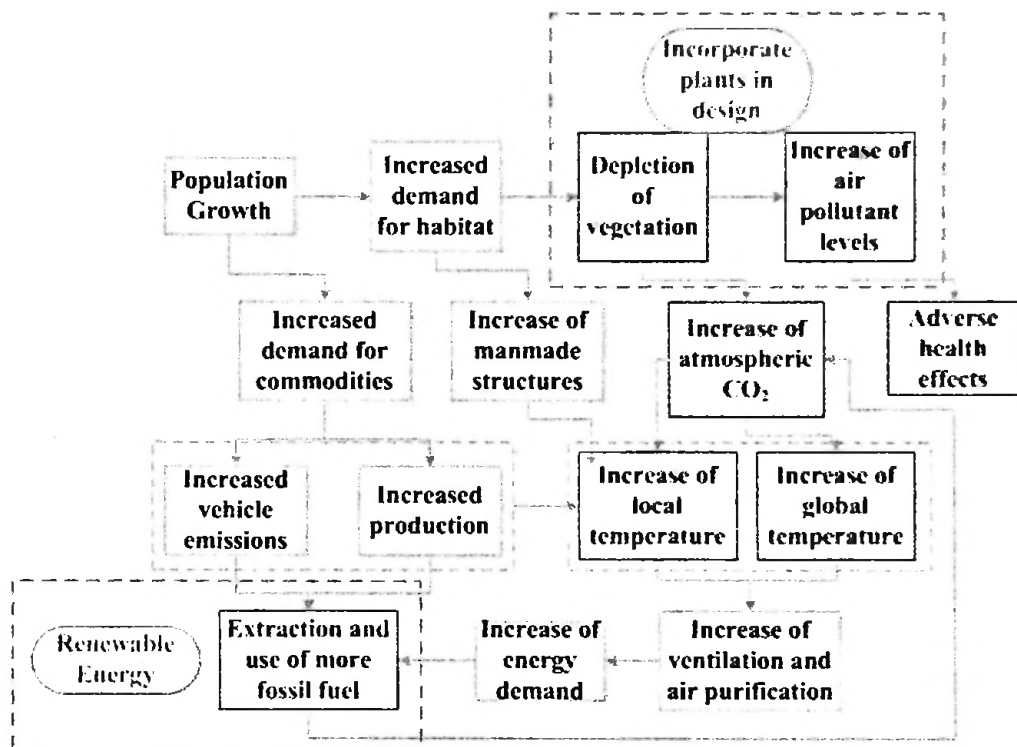 Incorporate
plants in
design
Population
Growth
Increased
demand
for habitat
Depletion
of
vegetation
Increase of
air
pollutant
levels
Increased
demand for
commodities
Increase of
manmade
structures
Increase of
atmospheric
CO₂
Adverse
health
effects
Increased
vehicle
emissions
Increased
production
Increase of
local
temperature
Increase of
global
temperature
Renewable
Energy
Extraction and
use of more
fossil fuel
Increase of
energy
demand
Increase of
ventilation and
air purification